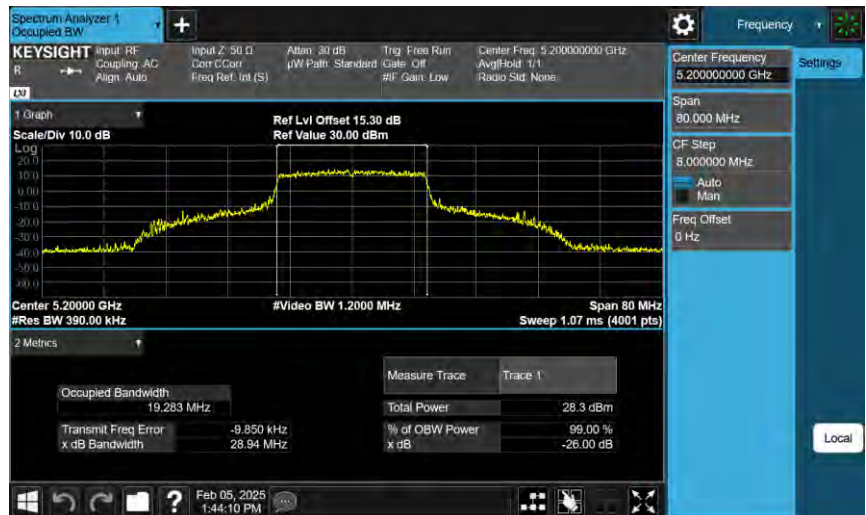 Spectrum Analyzer 1
Occupied BW
Frequency
KEYSIGHT
R
LXI
Input: RF
Coupling: AC
Align: Auto
Input Z: 50 Ω
Corr CCorr
Freq Ref: Int (S)
Atten: 30 dB
µW Path: Standard
Trig: Free Run
Gate: Off
#IF Gain: Low
Center Freq: 5.200000000 GHz
Avg|Hold: 1/1
Radio Std: None
Center Frequency
5.200000000 GHz
Settings
Span
80.000 MHz
CF Step
8.000000 MHz
Auto
Man
Freq Offset
0 Hz
1 Graph
Scale/Div 10.0 dB
Ref Lvl Offset 15.30 dB
Ref Value 30.00 dBm
Log
20.0
10.0
0.00
-10.0
-20.0
-30.0
-40.0
-50.0
-60.0
Center 5.20000 GHz
#Video BW 1.2000 MHz
Span 80 MHz
#Res BW 390.00 kHz
Sweep 1.07 ms (4001 pts)
2 Metrics
Measure Trace Trace 1
Occupied Bandwidth
19.283 MHz
Total Power 28.3 dBm
Transmit Freq Error -9.850 kHz
% of OBW Power 99.00 %
x dB Bandwidth 28.94 MHz
x dB -26.00 dB
Local
?
Feb 05, 2025
1:44:10 PM